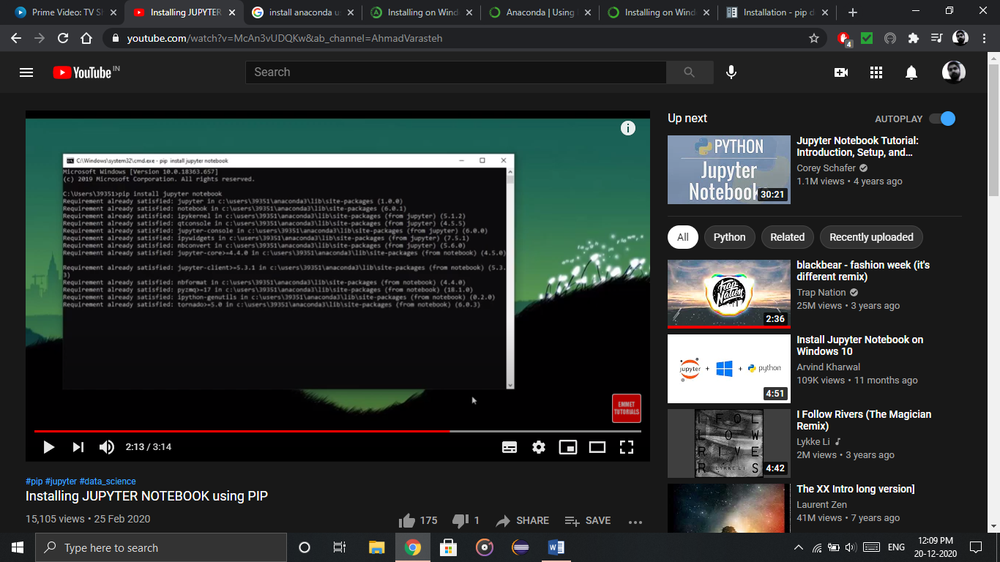 Prime Video: TV Sh
Installing JUPYTER
install anaconda u
Installing on Wind
Anaconda | Using
Installing on Wind
Installation - pip d
youtube.com/watch?v=McAn3vUDQKw&ab_channel=AhmadVarasteh
4
YouTube IN
Search
C:\Windows\system32\cmd.exe - pip install jupyter notebook
Microsoft Windows [Version 10.0.18363.657]
(c) 2019 Microsoft Corporation. All rights reserved.
C:\Users\39351>pip install jupyter notebook
Requirement already satisfied: jupyter in c:\users\39351\anaconda3\lib\site-packages (1.0.0)
Requirement already satisfied: notebook in c:\users\39351\anaconda3\lib\site-packages (6.0.1)
Requirement already satisfied: ipykernel in c:\users\39351\anaconda3\lib\site-packages (from jupyter) (5.1.2)
Requirement already satisfied: qtconsole in c:\users\39351\anaconda3\lib\site-packages (from jupyter) (4.5.5)
Requirement already satisfied: jupyter-console in c:\users\39351\anaconda3\lib\site-packages (from jupyter) (6.0.0)
Requirement already satisfied: ipywidgets in c:\users\39351\anaconda3\lib\site-packages (from jupyter) (7.5.1)
Requirement already satisfied: nbconvert in c:\users\39351\anaconda3\lib\site-packages (from jupyter) (5.6.0)
Requirement already satisfied: jupyter-core>=4.4.0 in c:\users\39351\anaconda3\lib\site-packages (from notebook) (4.5.0)
Requirement already satisfied: jupyter-client>=5.3.1 in c:\users\39351\anaconda3\lib\site-packages (from notebook) (5.3.
3)
Requirement already satisfied: nbformat in c:\users\39351\anaconda3\lib\site-packages (from notebook) (4.4.0)
Requirement already satisfied: pyzmq>=17 in c:\users\39351\anaconda3\lib\site-packages (from notebook) (18.1.0)
Requirement already satisfied: ipython-genutils in c:\users\39351\anaconda3\lib\site-packages (from notebook) (0.2.0)
Requirement already satisfied: tornado>=5.0 in c:\users\39351\anaconda3\lib\site-packages (from notebook) (6.0.3)
EMMET
TUTORIALS
2:13 / 3:14
#pip #jupyter #data_science
Installing JUPYTER NOTEBOOK using PIP
15,105 views • 25 Feb 2020
175
1
SHARE
SAVE
Up next
AUTOPLAY
PYTHON
Jupyter
Notebook
30:21
Jupyter Notebook Tutorial:
Introduction, Setup, and...
Corey Schafer
1.1M views • 4 years ago
All
Python
Related
Recently uploaded
Trap
Nation
2:36
blackbear - fashion week (it's
different remix)
Trap Nation
25M views • 3 years ago
jupyter + + python
4:51
Install Jupyter Notebook on
Windows 10
Arvind Kharwal
109K views • 11 months ago
I FOL
LOW
RIVE
RS
LYKKE LI
4:42
I Follow Rivers (The Magician
Remix)
Lykke Li
2M views • 3 years ago
The XX Intro long version]
Laurent Zen
41M views • 7 years ago
Type here to search
ENG
12:09 PM
20-12-2020